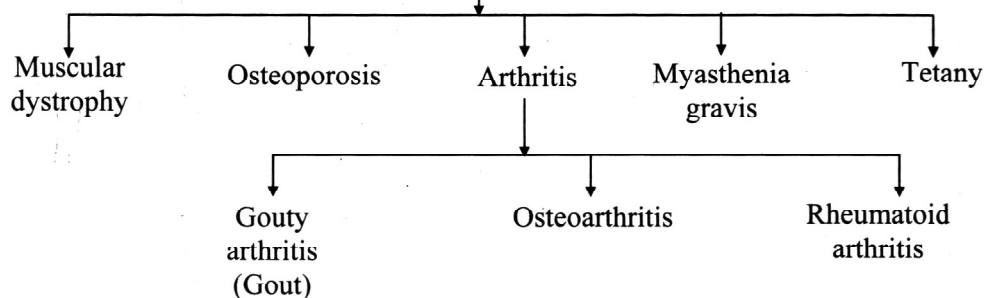 Muscular
dystrophy
Osteoporosis
Arthritis
Myasthenia
gravis
Tetany
Gouty
arthritis
(Gout)
Osteoarthritis
Rheumatoid
arthritis